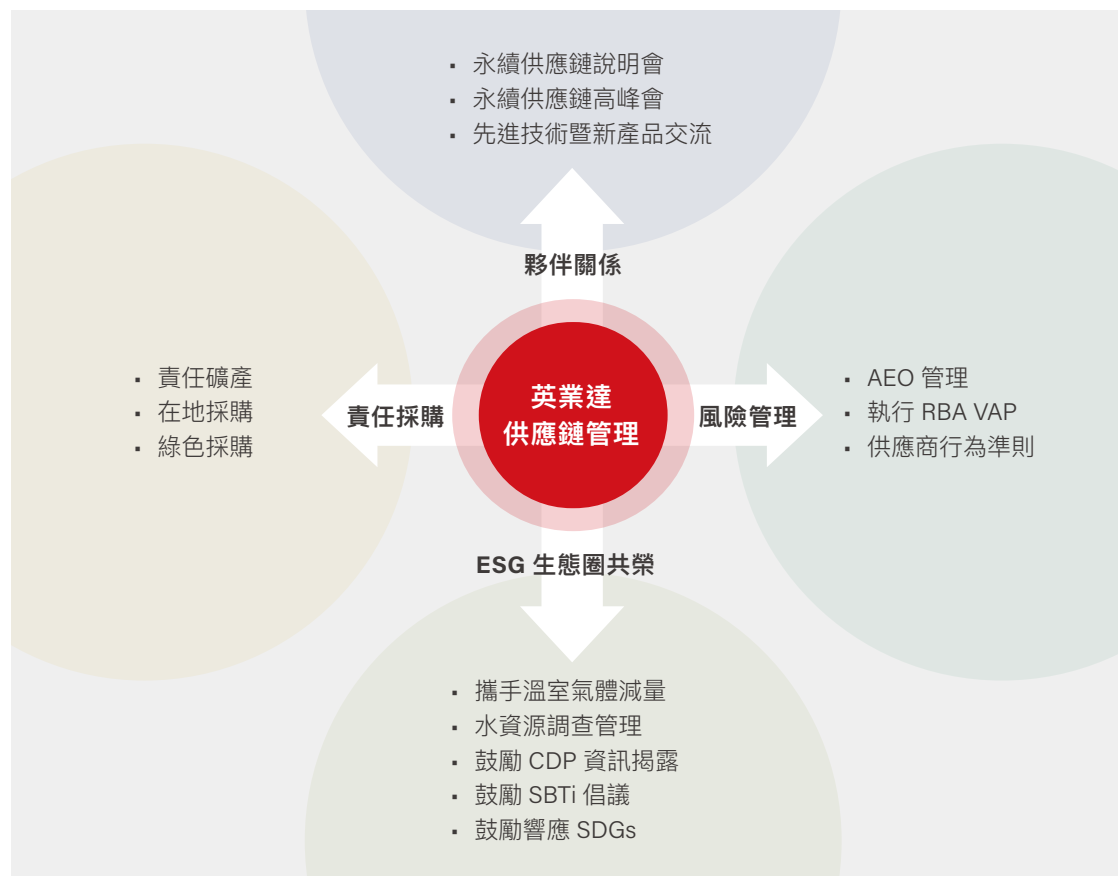 ▪ 永續供應鏈說明會
▪ 永續供應鏈高峰會
▪ 先進技術暨新產品交流
夥伴關係
▪ 責任礦產
▪ 在地採購
▪ 綠色採購
責任採購
英業達
供應鏈管理
風險管理
▪ AEO 管理
▪ 執行 RBA VAP
▪ 供應商行為準則
ESG 生態圈共榮
▪ 攜手溫室氣體減量
▪ 水資源調查管理
▪ 鼓勵 CDP 資訊揭露
▪ 鼓勵 SBTi 倡議
▪ 鼓勵響應 SDGs